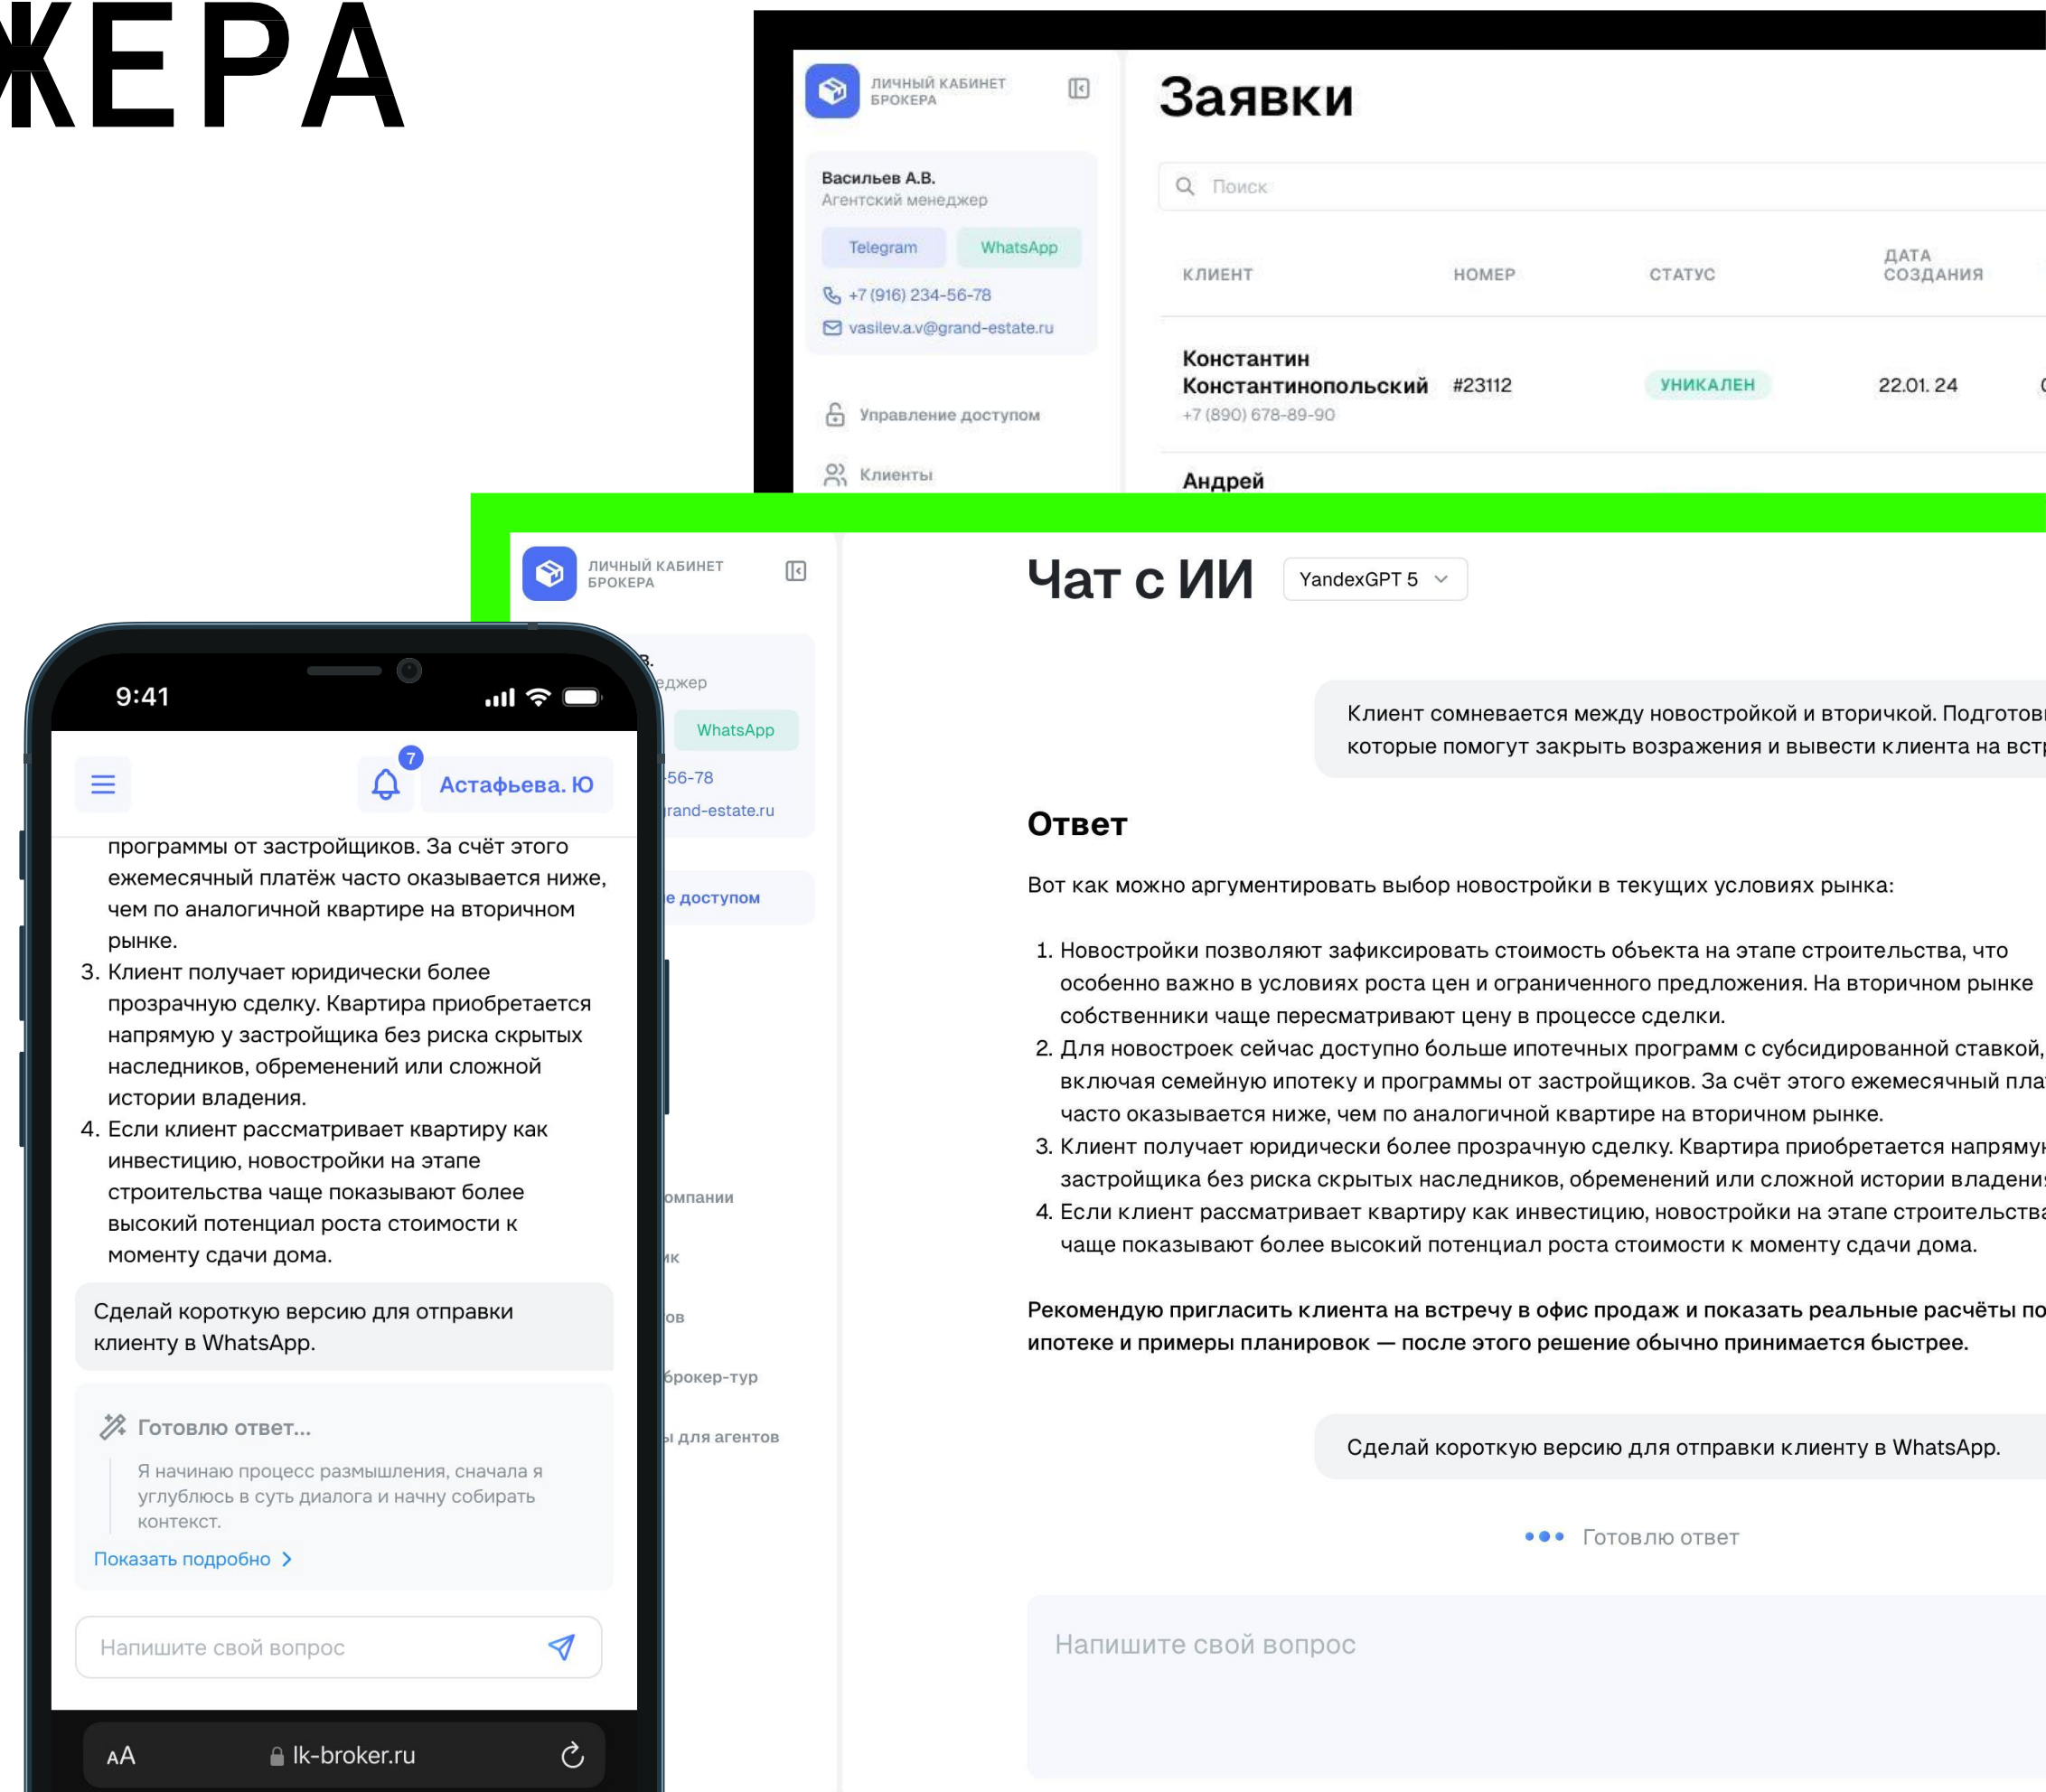 ЖЕРА
ЛИЧНЫЙ КАБИНЕТ
БРОКЕРА
Васильев А.В.
Агентский менеджер
Telegram
WhatsApp
+7 (916) 234-56-78
vasilev.a.v@grand-estate.ru
Управление доступом
Клиенты
Заявки
Поиск
КЛИЕНТ
НОМЕР
СТАТУС
ДАТА
СОЗДАНИЯ
Константин
Константинопольский
#23112
УНИКАЛЕН
22.01. 24
+7 (890) 678-89-90
Андрей
ЛИЧНЫЙ КАБИНЕТ
БРОКЕРА
В.
еджер
WhatsApp
-56-78
grand-estate.ru
е доступом
омпании
ик
ов
брокер-тур
ы для агентов
Чат с ИИ
YandexGPT 5
Клиент сомневается между новостройкой и вторичкой. Подготов
которые помогут закрыть возражения и вывести клиента на вст
Ответ
Вот как можно аргументировать выбор новостройки в текущих условиях рынка:
1. Новостройки позволяют зафиксировать стоимость объекта на этапе строительства, что
особенно важно в условиях роста цен и ограниченного предложения. На вторичном рынке
собственники чаще пересматривают цену в процессе сделки.
2. Для новостроек сейчас доступно больше ипотечных программ с субсидированной ставкой,
включая семейную ипотеку и программы от застройщиков. За счёт этого ежемесячный пла
часто оказывается ниже, чем по аналогичной квартире на вторичном рынке.
3. Клиент получает юридически более прозрачную сделку. Квартира приобретается напряму
застройщика без риска скрытых наследников, обременений или сложной истории владени
4. Если клиент рассматривает квартиру как инвестицию, новостройки на этапе строительства
чаще показывают более высокий потенциал роста стоимости к моменту сдачи дома.
Рекомендую пригласить клиента на встречу в офис продаж и показать реальные расчёты по
ипотеке и примеры планировок — после этого решение обычно принимается быстрее.
Сделай короткую версию для отправки клиенту в WhatsApp.
Готовлю ответ
Напишите свой вопрос
9:41
7
Астафьева. Ю
программы от застройщиков. За счёт этого
ежемесячный платёж часто оказывается ниже,
чем по аналогичной квартире на вторичном
рынке.
3. Клиент получает юридически более
прозрачную сделку. Квартира приобретается
напрямую у застройщика без риска скрытых
наследников, обременений или сложной
истории владения.
4. Если клиент рассматривает квартиру как
инвестицию, новостройки на этапе
строительства чаще показывают более
высокий потенциал роста стоимости к
моменту сдачи дома.
Сделай короткую версию для отправки
клиенту в WhatsApp.
Готовлю ответ...
Я начинаю процесс размышления, сначала я
углублюсь в суть диалога и начну собирать
контекст.
Показать подробно
Напишите свой вопрос
AA
lk-broker.ru